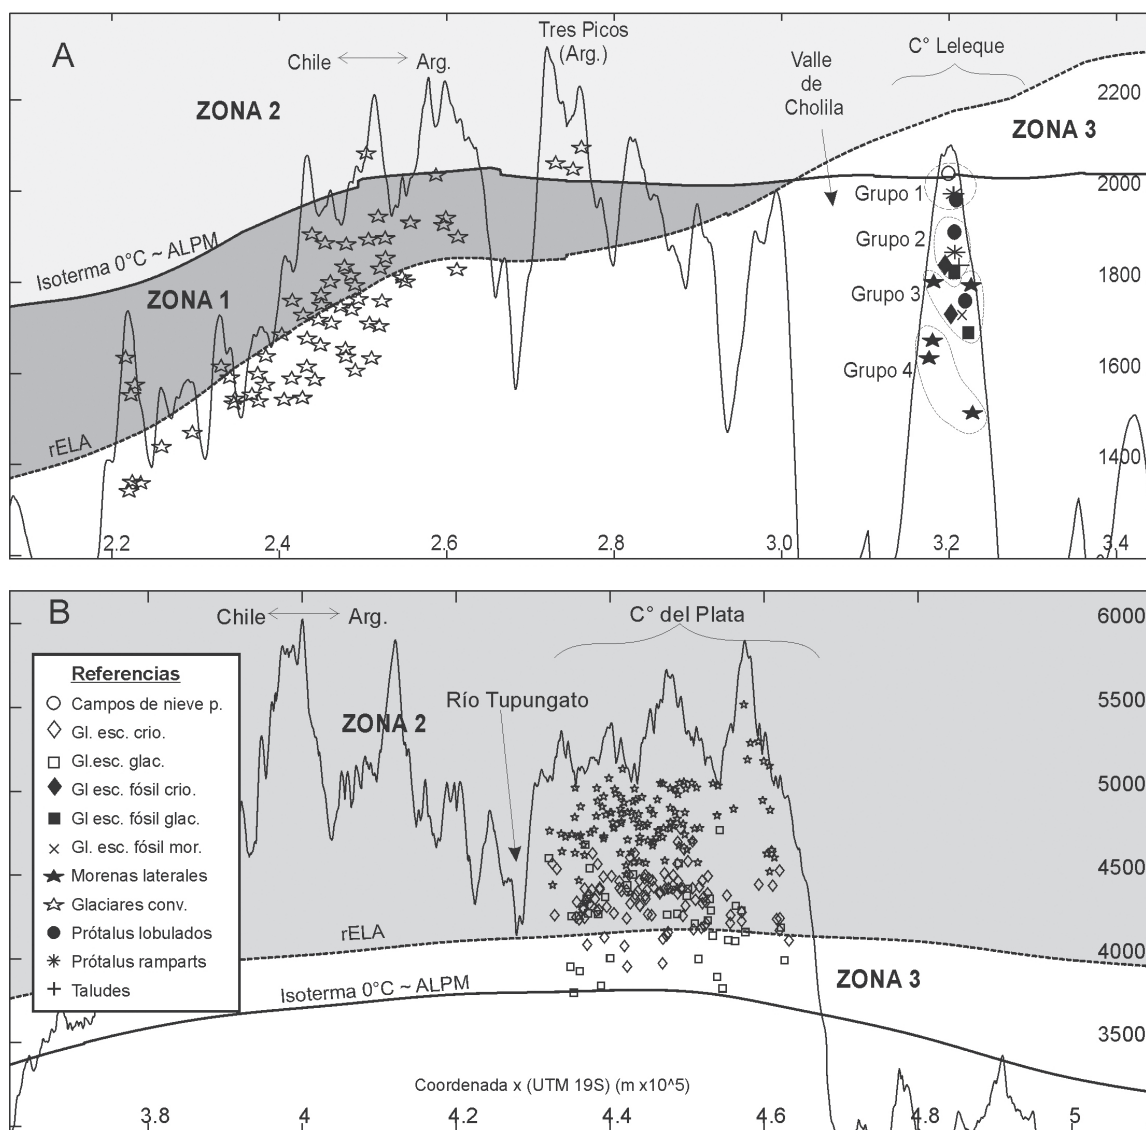 A
Tres Picos
(Arg.)
Chile
Arg.
Valle
de
Cholila
C° Leleque
ZONA 2
ZONA 3
2200
2000
1800
1600
1400
Grupo 1
Grupo 2
Grupo 3
Grupo 4
Isoterma 0°C ~ ALPM
ZONA 1
rELA
2.2
2.4
2.6
2.8
3.0
3.2
3.4
B
Chile
Arg.
C° del Plata
6000
5500
5000
4500
4000
3500
Referencias
Campos de nieve p.
Gl. esc. crio.
Gl.esc. glac.
Gl esc. fósil crio.
Gl esc. fósil glac.
Gl. esc. fósil mor.
Morenas laterales
Glaciares conv.
Prótalus lobulados
Prótalus ramparts
Taludes
ZONA 2
Río Tupungato
rELA
Isoterma 0°C ~ ALPM
ZONA 3
Coordenada x (UTM 19S) (m x10^5)
3.8
4
4.2
4.4
4.6
4.8
5